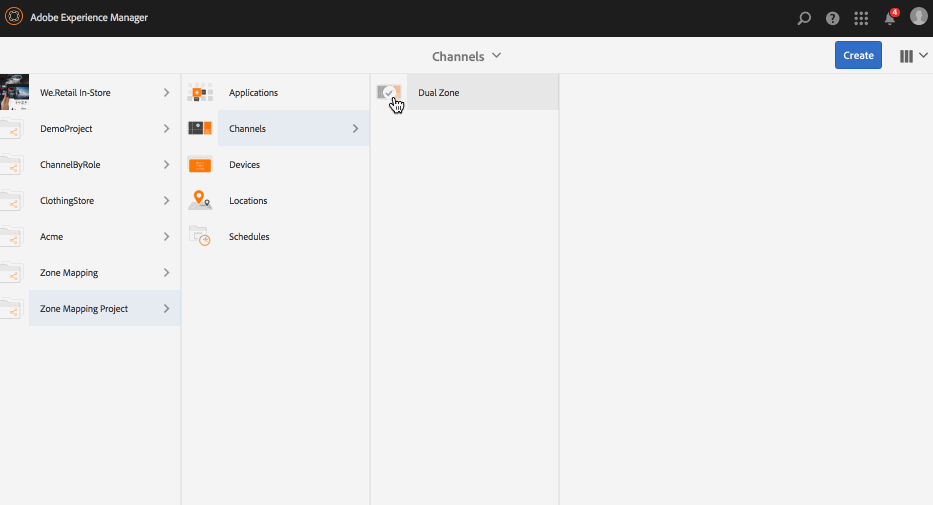 Adobe Experience Manager
4
Channels
Create
We.Retail In-Store
DemoProject
ChannelByRole
ClothingStore
Acme
Zone Mapping
Zone Mapping Project
Applications
Channels
Devices
Locations
Schedules
Dual Zone